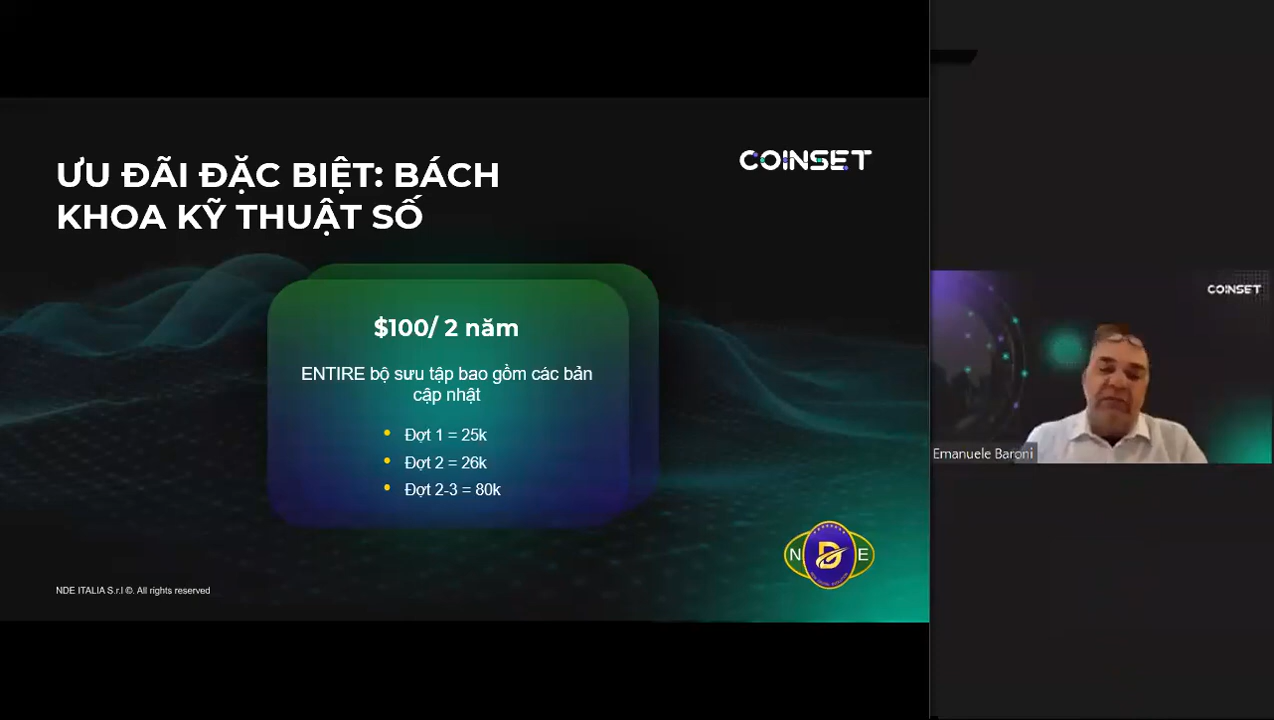 ƯU ĐÃI ĐẶC BIỆT: BÁCH
KHOA KỸ THUẬT SỐ
COINSET
$100/ 2 năm
ENTIRE bộ sưu tập bao gồm các bản
cập nhật
Đợt 1 = 25k
Đợt 2 = 26k
Đợt 2-3 = 80k
N D E
NDE ITALIA S.r.l ©. All rights reserved
COINSET
Emanuele Baroni